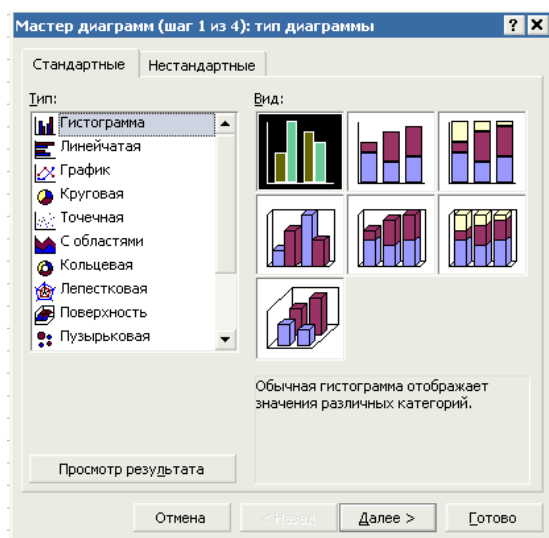 Мастер диаграмм (шаг 1 из 4): тип диаграммы
Стандартные Нестандартные
Тип:
Гистограмма
Линейчатая
График
Круговая
Точечная
С областями
Кольцевая
Лепестковая
Поверхность
Пузырьковая
Вид:
Обычная гистограмма отображает
значения различных категорий.
Просмотр результата
Отмена < Назад Далее > Готово